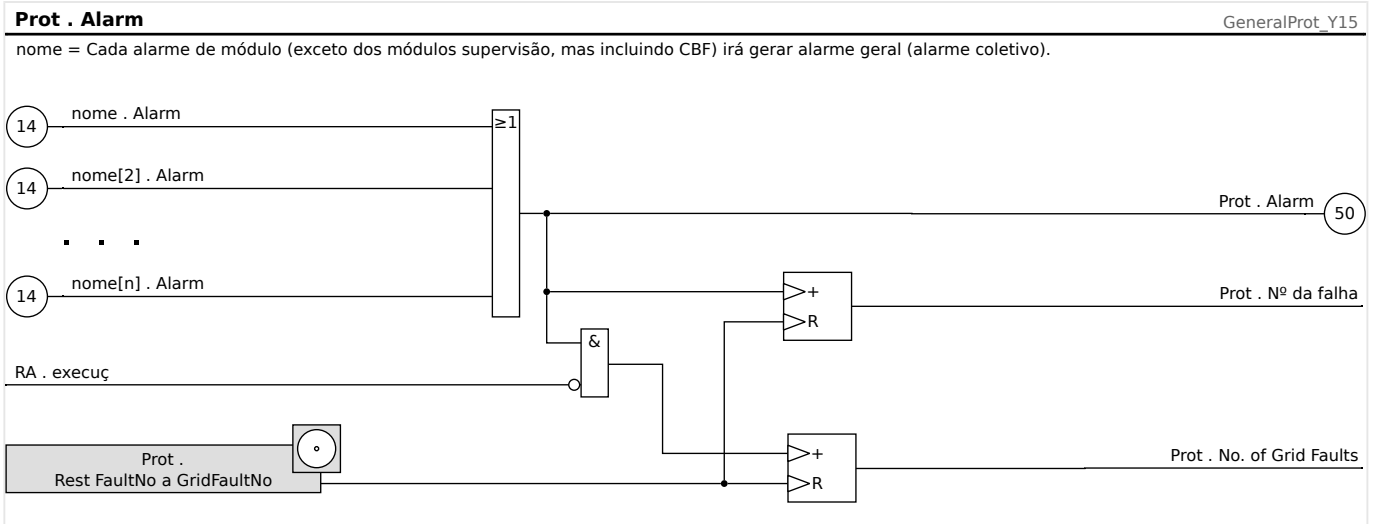 Prot . Alarm
GeneralProt_Y15
nome = Cada alarme de módulo (exceto dos módulos supervisão, mas incluindo CBF) irá gerar alarme geral (alarme coletivo).
14
nome . Alarm
≥1
14
nome[2] . Alarm
Prot . Alarm
50
. . .
14
nome[n] . Alarm
+
Prot . Nº da falha
R
&
RA . execuç
Prot .
Rest FaultNo a GridFaultNo
+
Prot . No. of Grid Faults
R